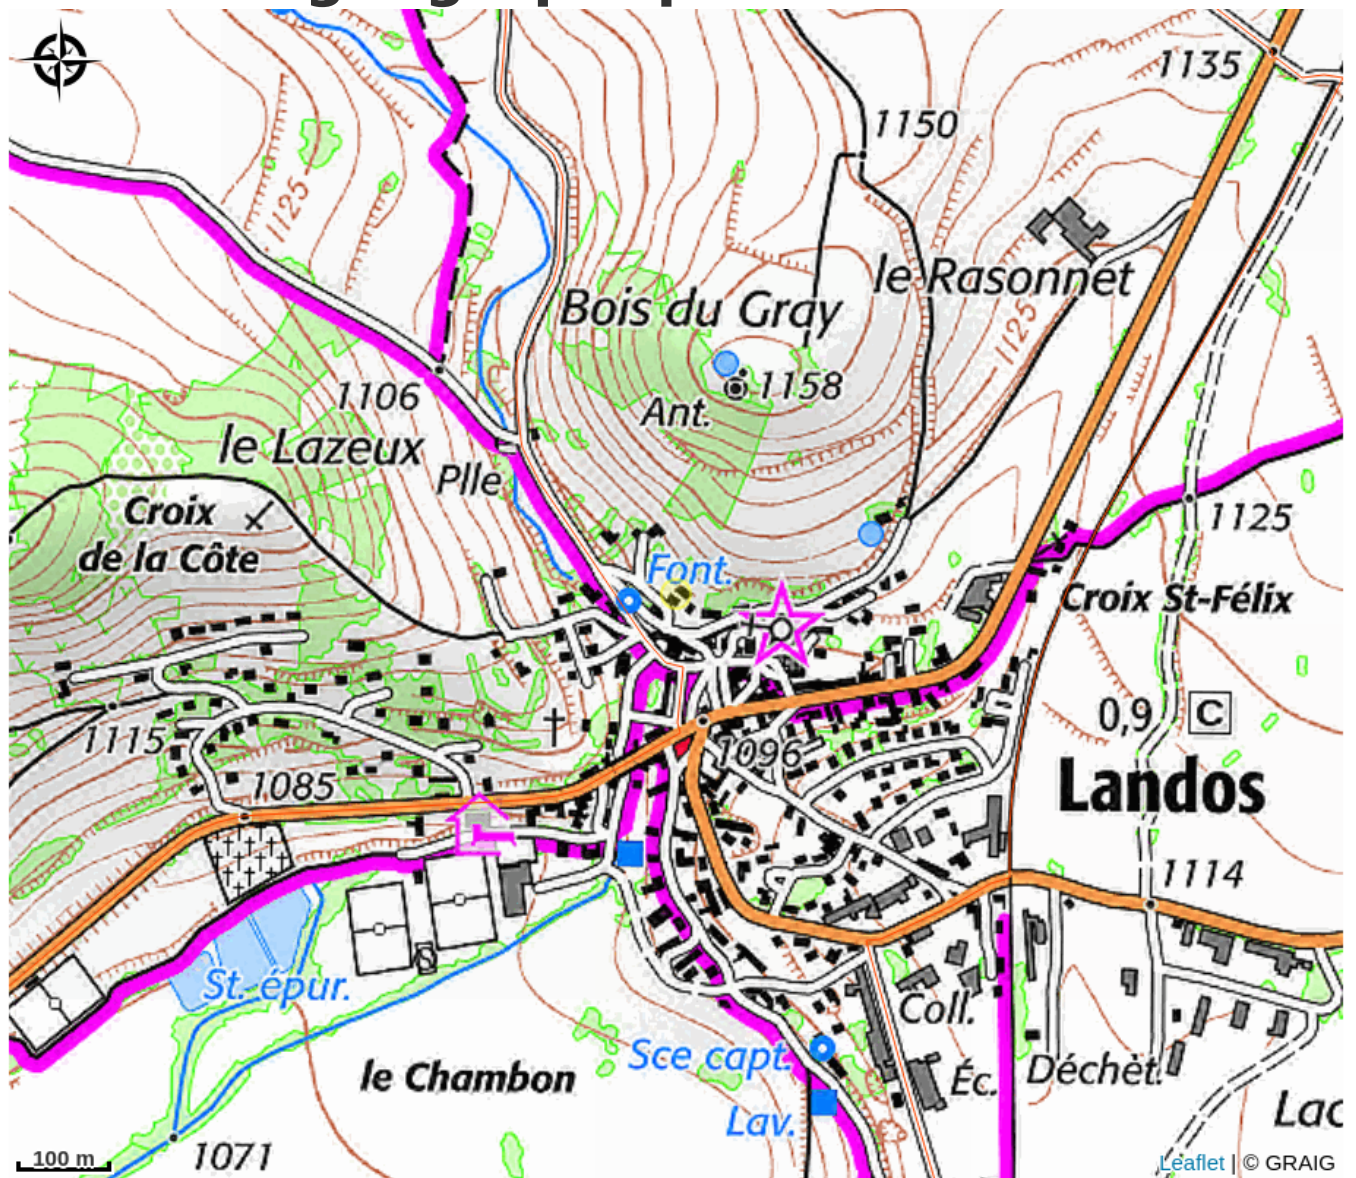 1135
1150
1125
le Rasonnet
Bois du Gray
1125
1158
1106
Ant.
le Lazeux
Plle
Croix
de la Côte
1125
Font.
Croix St-Félix
0,9 C
1115
1096
1085
Landos
1114
St. épur.
Coll.
Sce capt.
le Chambon
Éc.
Déchèt.
Lac
Lav.
1071
100 m
Leaflet | © GRAIG